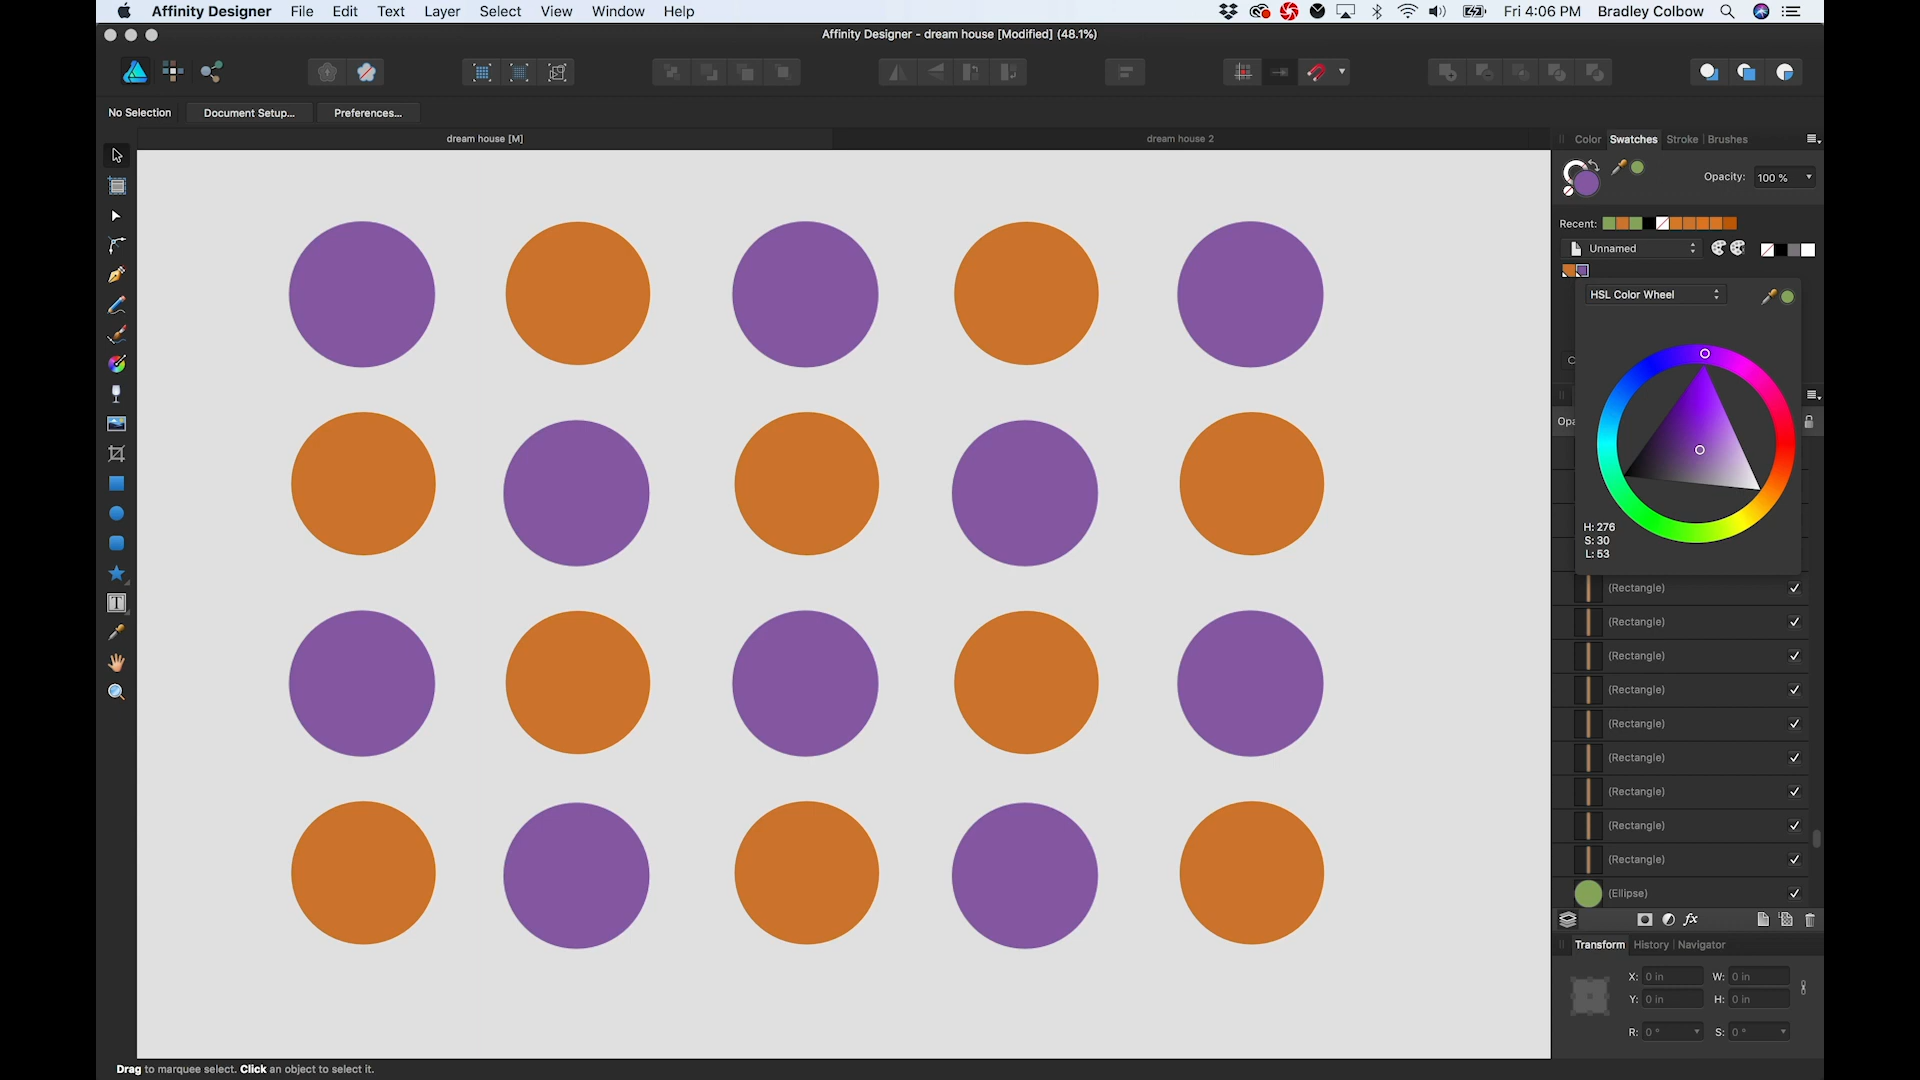 Affinity Designer File Edit Text Layer Select View Window Help Fri 4:06 PM Bradley Colbow
Affinity Designer - dream house [Modified] (48.1%)
No Selection Document Setup... Preferences...
dream house [M] dream house 2
Color Swatches Stroke Brushes
Opacity: 100 %
Recent:
Unnamed
HSL Color Wheel
C
Opa
H: 276
S: 30
L: 53
(Rectangle)
(Rectangle)
(Rectangle)
(Rectangle)
(Rectangle)
(Rectangle)
(Rectangle)
(Rectangle)
(Rectangle)
(Ellipse)
fx
Transform History Navigator
X: 0 in W: 0 in
Y: 0 in H: 0 in
R: 0 ° S: 0 °
Drag to marquee select. Click an object to select it.